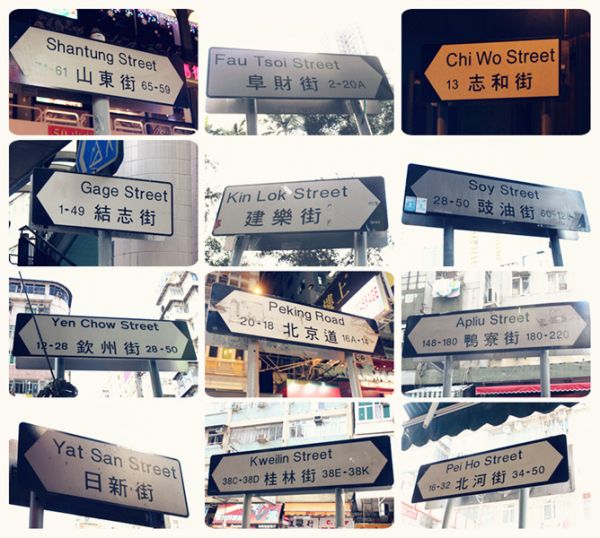 Shantung Street
山東街 65-59
Fau Tsoi Street
阜財街 2-20A
Chi Wo Street
13 志和街
Gage Street
1-49 結志街
Kin Lok Street
建樂街
Soy Street
28-50 豉油街
Yen Chow Street
12-28 欽州街 28-50
Peking Road
20-18 北京道 16A-14
Apliu Street
148-180 鴨寮街 180-220
Yat San Street
日新街
Kweilin Street
38C-38D 桂林街 38E-38K
Pei Ho Street
16-32 北河街 34-50